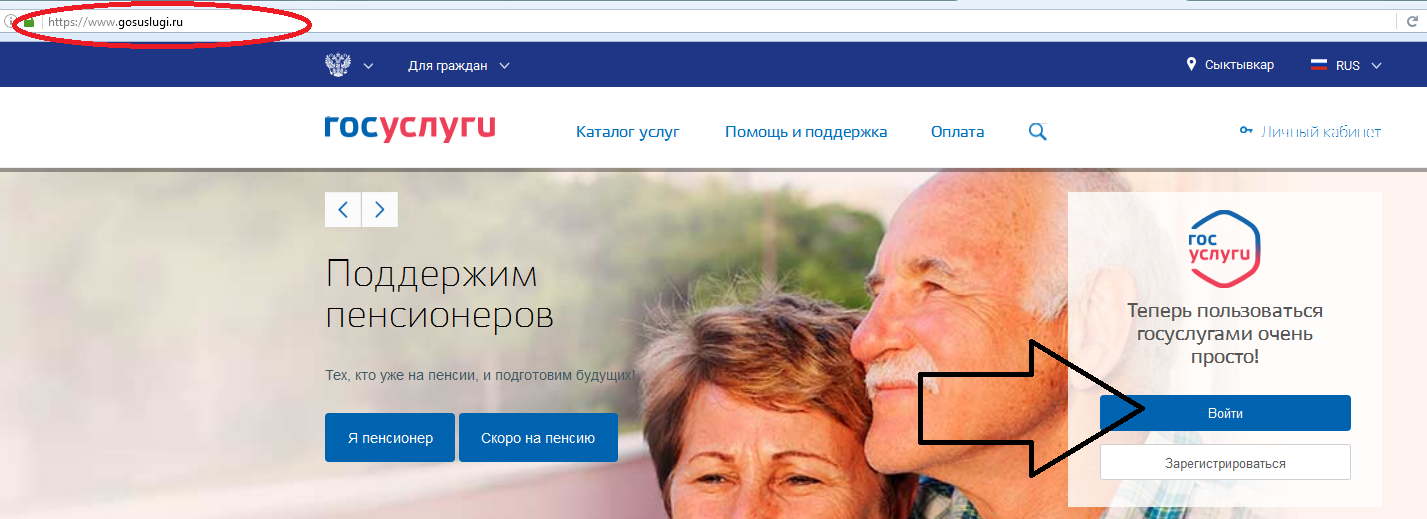 https://www.gosuslugi.ru
Для граждан
Сыктывкар
RUS
госуслуги
Каталог услуг
Помощь и поддержка
Оплата
Личный кабинет
Поддержим
пенсионеров
Тех, кто уже на пенсии, и подготовим будущих!
Я пенсионер
Скоро на пенсию
гос
услуги
Теперь пользоваться
госуслугами очень
просто!
Войти
Зарегистрироваться